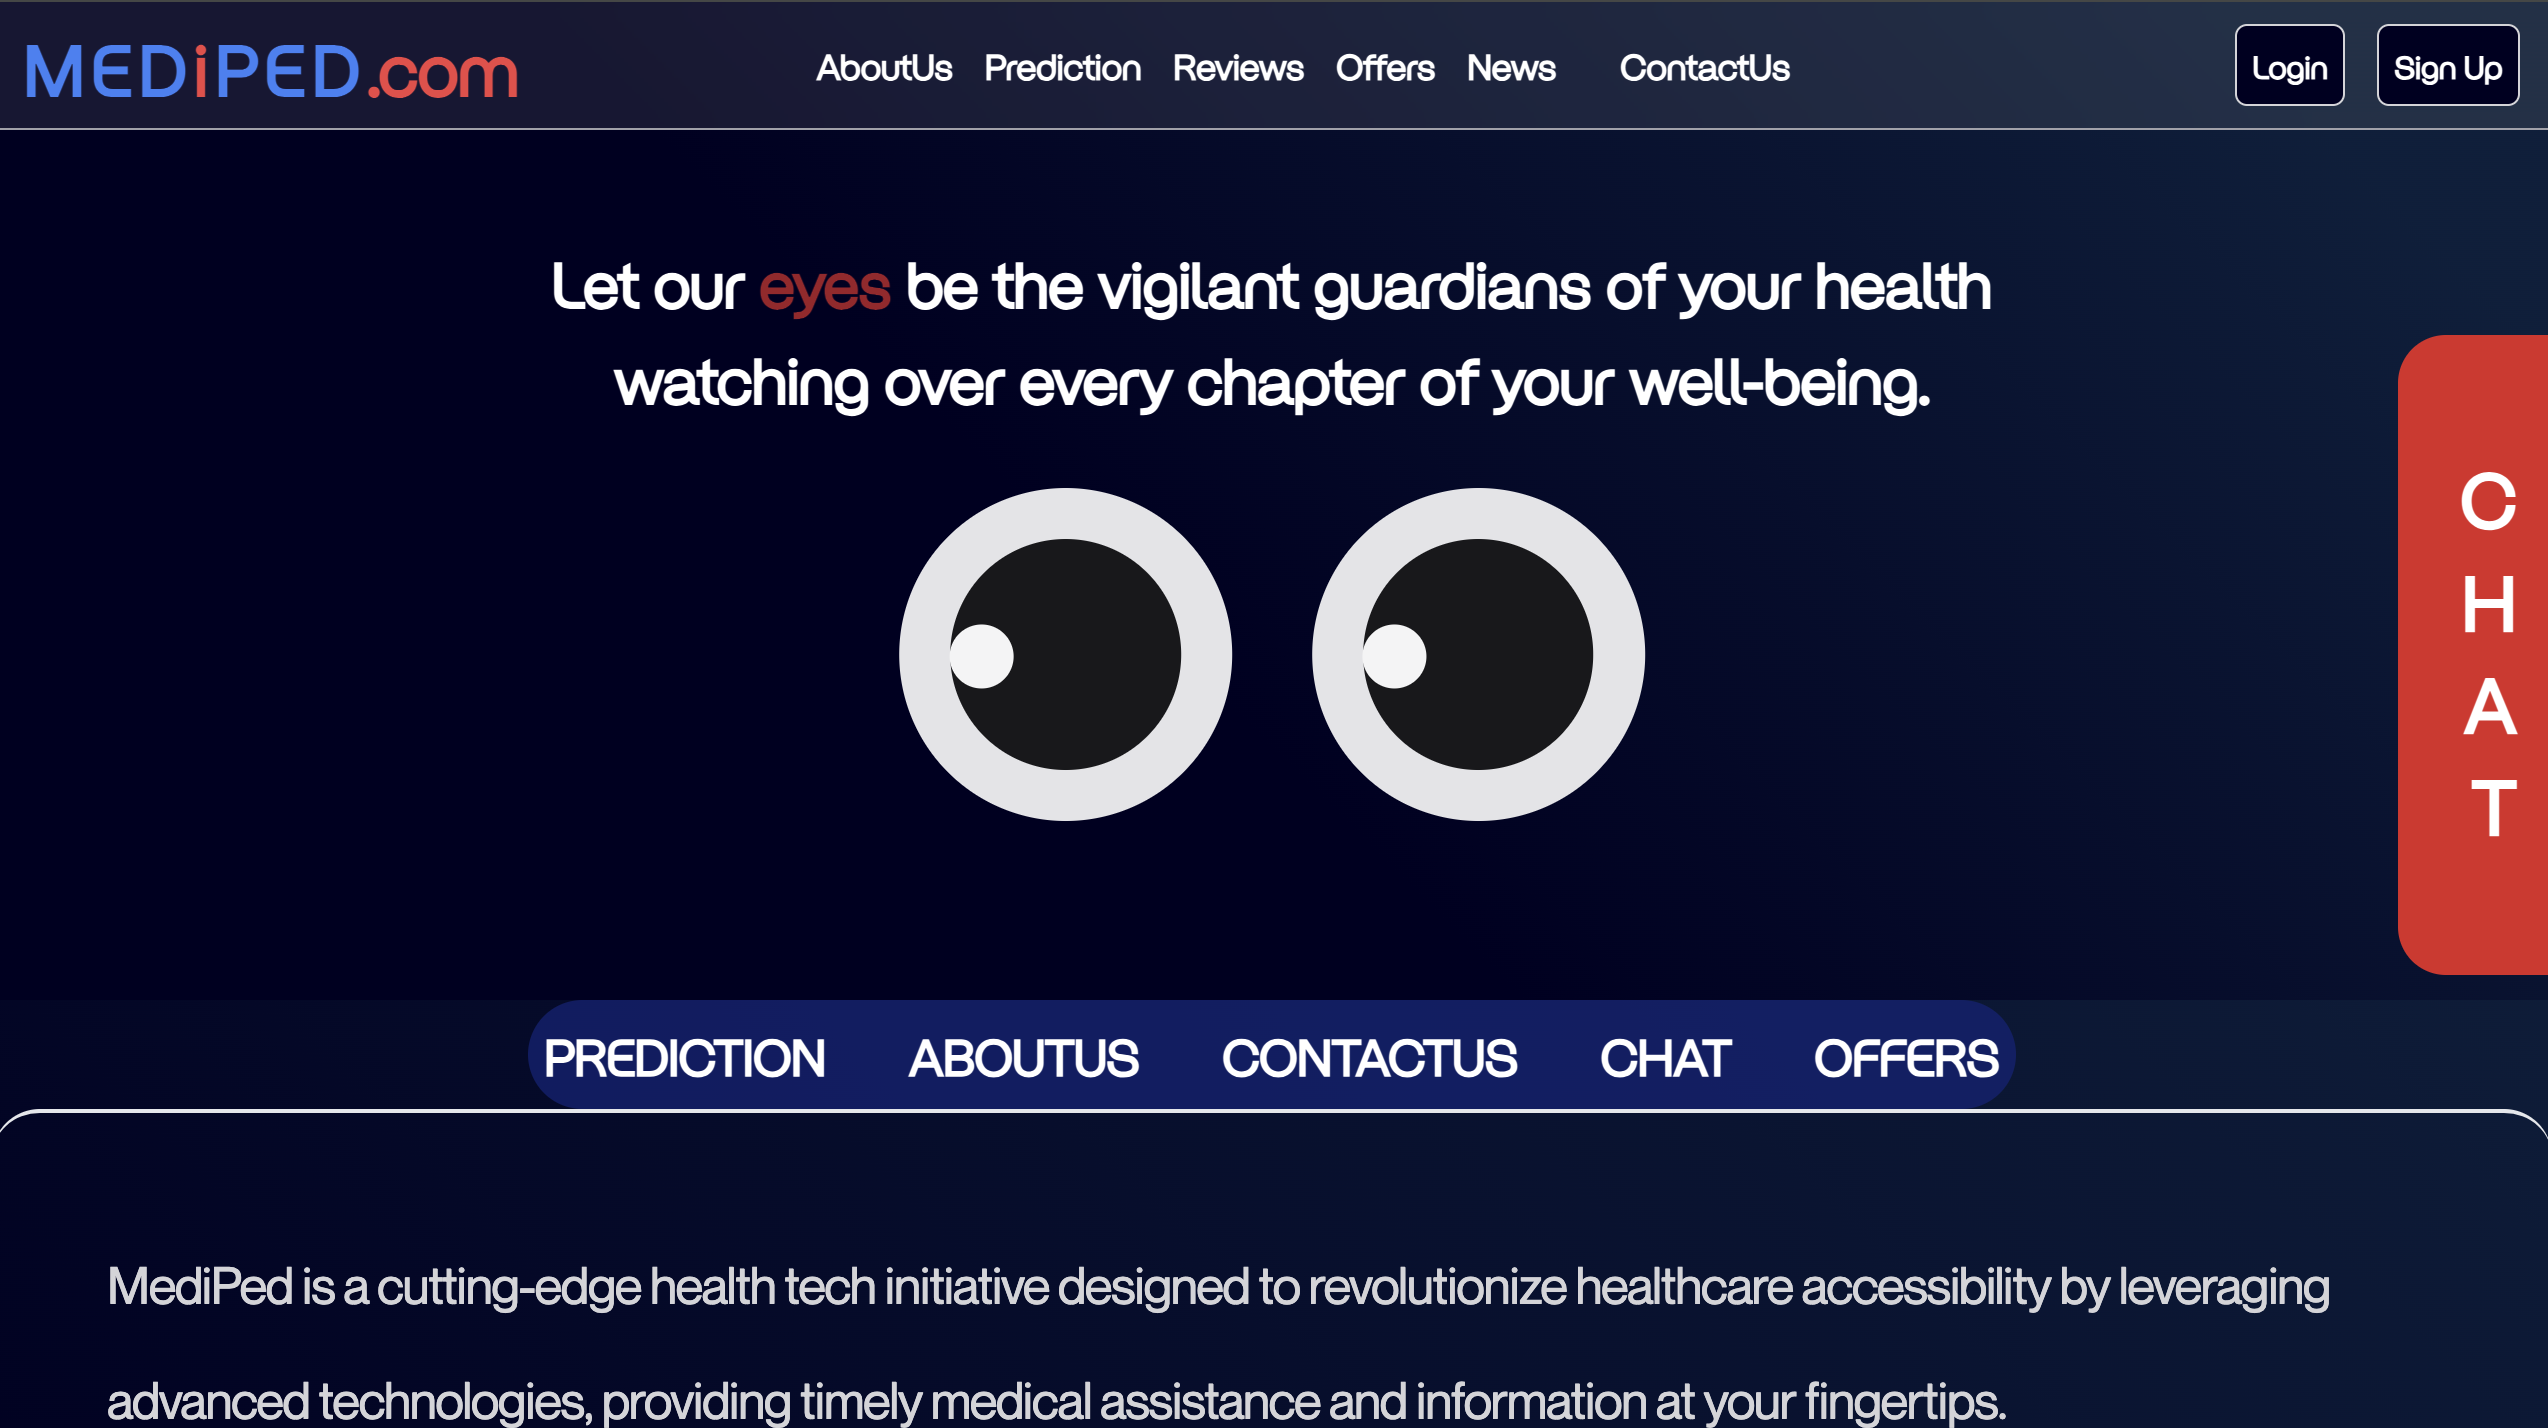 MEDiPED.com
AboutUs Prediction Reviews Offers News ContactUs
Login Sign Up
Let our eyes be the vigilant guardians of your health
watching over every chapter of your well-being.
C
H
A
T
PREDICTION ABOUTUS CONTACTUS CHAT OFFERS
MediPed is a cutting-edge health tech initiative designed to revolutionize healthcare accessibility by leveraging
advanced technologies, providing timely medical assistance and information at your fingertips.